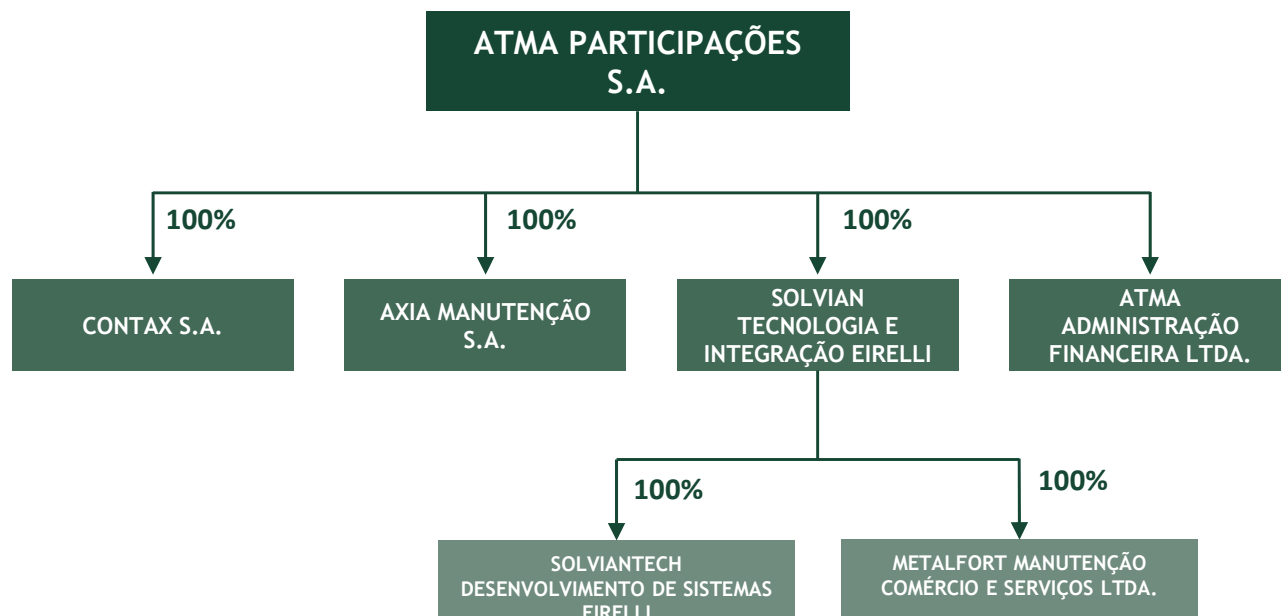 ATMA PARTICIPAÇÕES
S.A.
100%
100%
100%
CONTAX S.A.
AXIA MANUTENÇÃO
S.A.
SOLVIAN
TECNOLOGIA E
INTEGRAÇÃO EIRELLI
ATMA
ADMINISTRAÇÃO
FINANCEIRA LTDA.
100%
100%
SOLVIANTECH
DESENVOLVIMENTO DE SISTEMAS
EIRELLI
METALFORT MANUTENÇÃO
COMÉRCIO E SERVIÇOS LTDA.